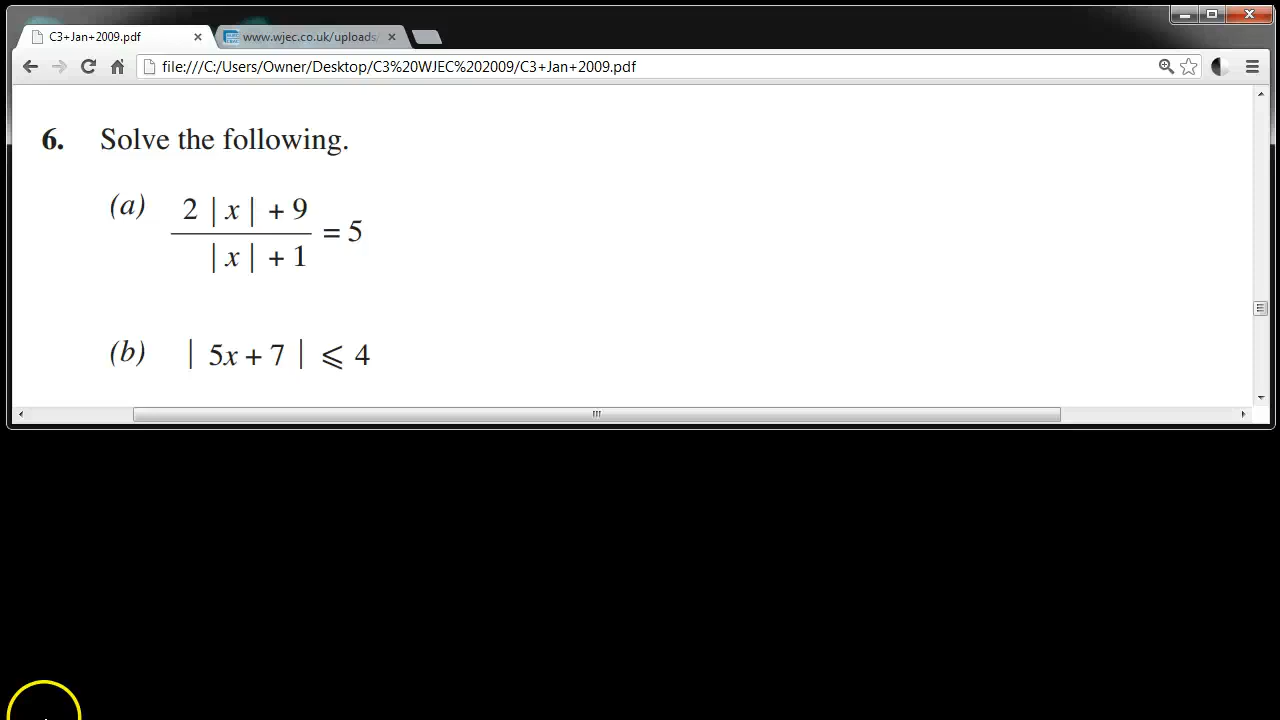 C3+Jan+2009.pdf
www.wjec.co.uk/uploads/
file:///C:/Users/Owner/Desktop/C3%20WJEC%202009/C3+Jan+2009.pdf
6. Solve the following.
(a) 2 | x | + 9
| x | + 1
= 5
(b) | 5x + 7 | ⩽ 4